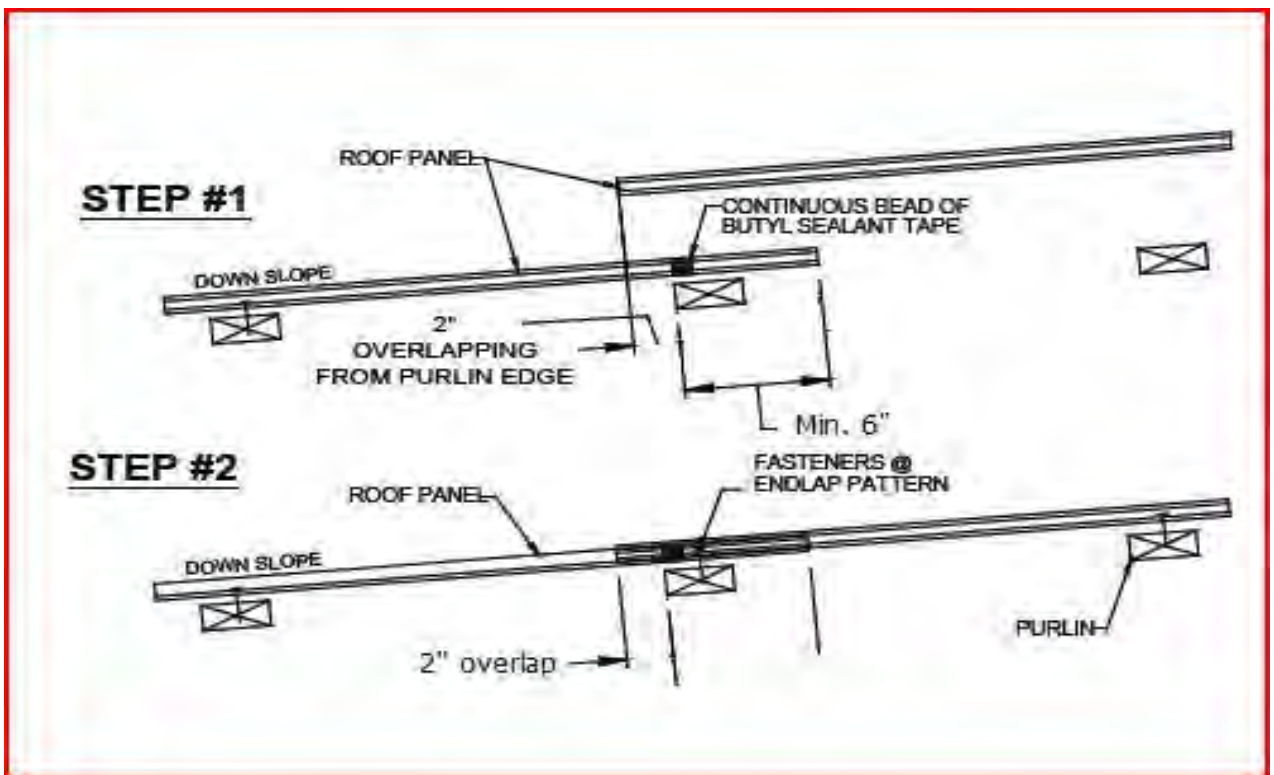 ROOF PANEL
STEP #1
CONTINUOUS BEAD OF
BUTYL SEALANT TAPE
DOWN SLOPE
2"
OVERLAPPING
FROM PURLIN EDGE
Min. 6"
STEP #2
FASTENERS @
ENDLAP PATTERN
ROOF PANEL
DOWN SLOPE
PURLIN
2" overlap